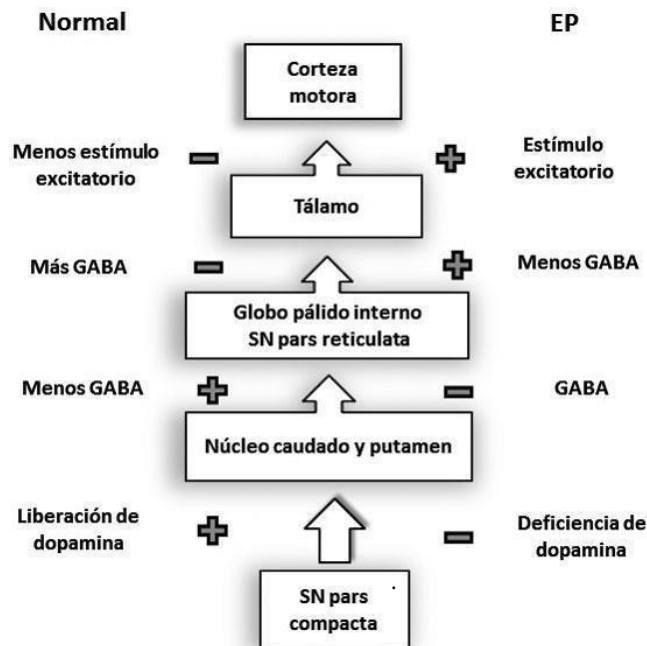 Normal
EP
Corteza
motora
Menos estímulo
excitatorio
Estímulo
excitatorio
Tálamo
Más GABA
Menos GABA
Globo pálido interno
SN pars reticulata
Menos GABA
GABA
Núcleo caudado y putamen
Liberación de
dopamina
Deficiencia de
dopamina
SN pars
compacta